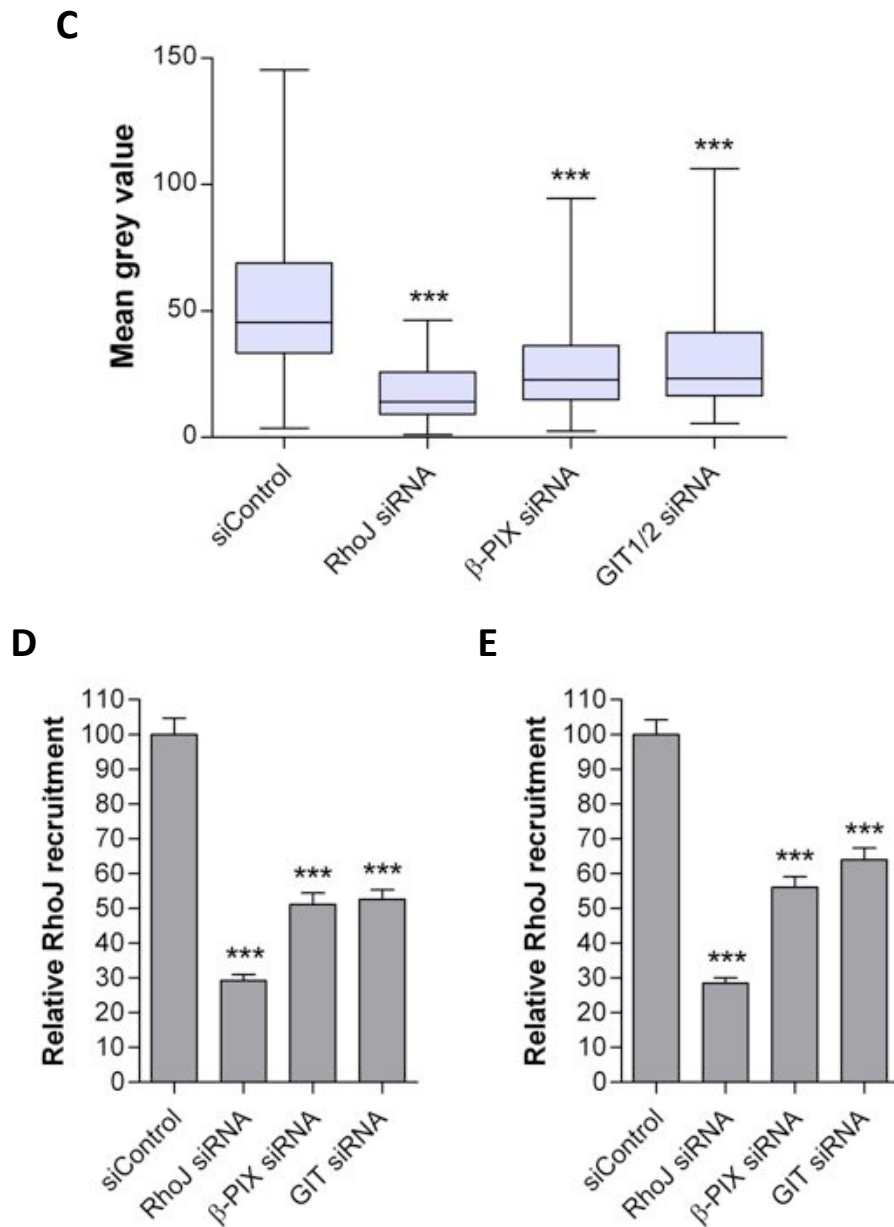 C
Mean grey value
150
100
50
0
***
***
***
siControl
RhoJ siRNA
β-PIX siRNA
GIT1/2 siRNA
D
Relative RhoJ recruitment
110
100
90
80
70
60
50
40
30
20
10
0
***
***
***
siControl
RhoJ siRNA
β-PIX siRNA
GIT siRNA
E
Relative RhoJ recruitment
110
100
90
80
70
60
50
40
30
20
10
0
***
***
***
siControl
RhoJ siRNA
β-PIX siRNA
GIT siRNA